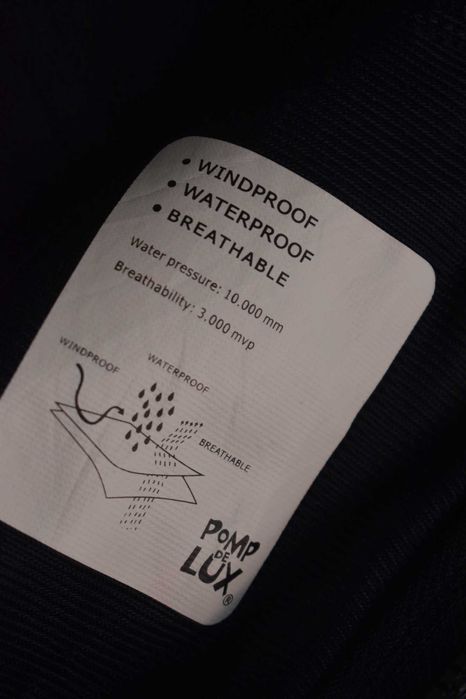 • WINDPROOF
• WATERPROOF
• BREATHABLE
Water pressure: 10.000 mm
Breathability: 3.000 mvp
WINDPROOF
WATERPROOF
BREATHABLE
POMP
DE
LUX®